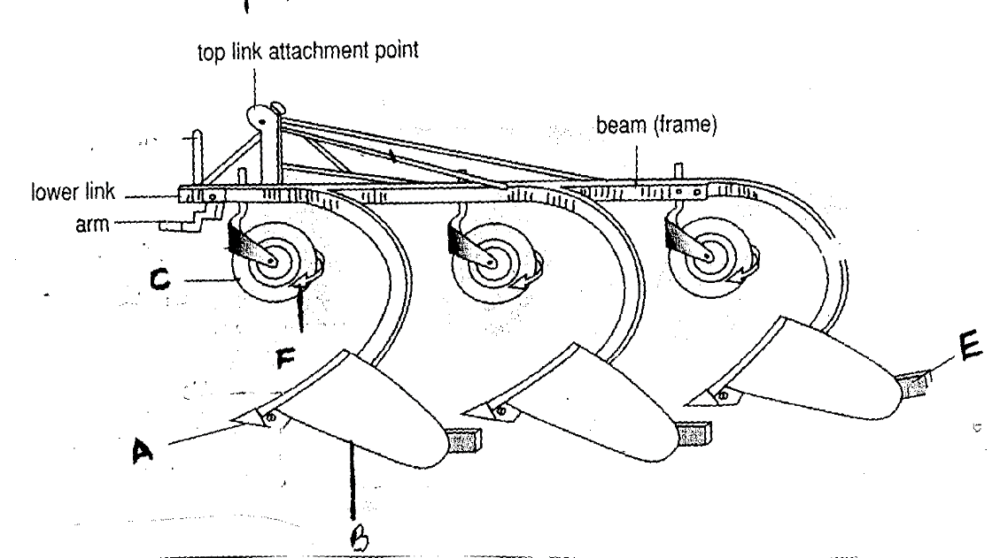 top link attachment point
beam (frame)
lower link
arm
C
F
E
A
B